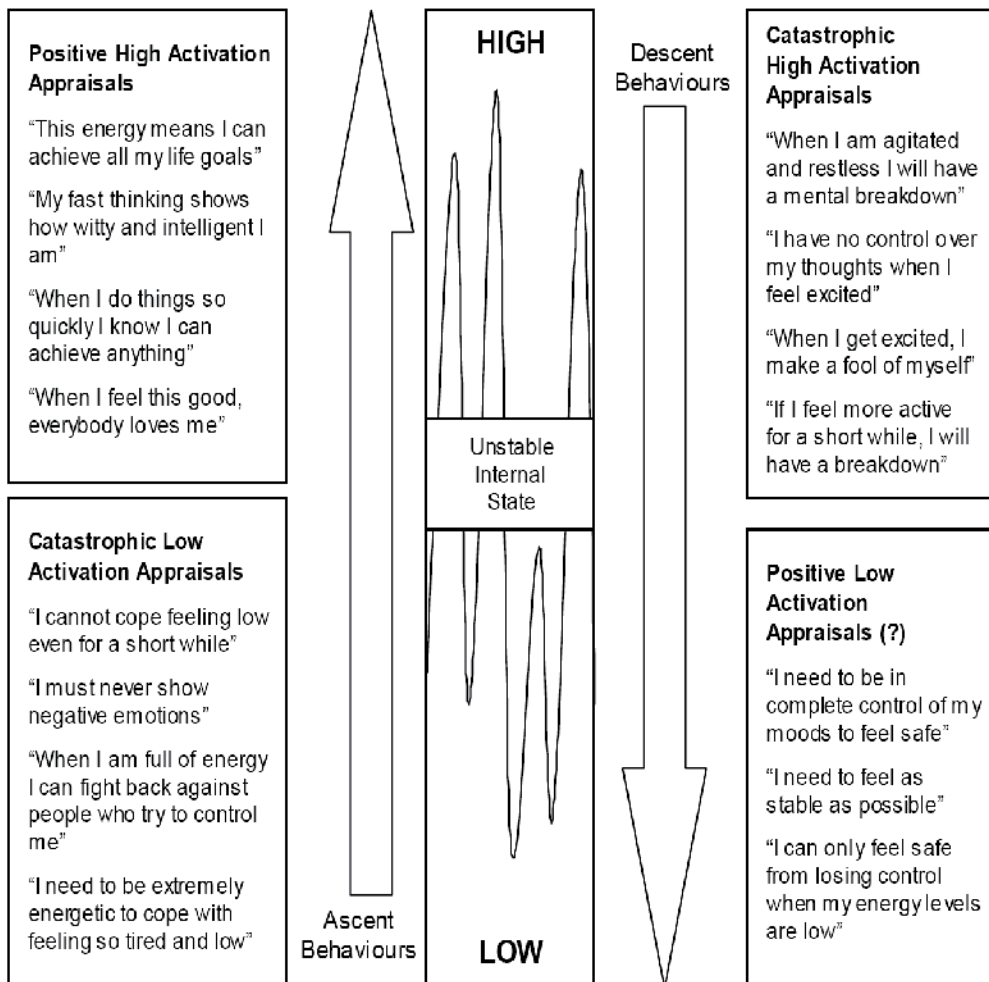 Positive High Activation
Appraisals
“This energy means I can
achieve all my life goals”
“My fast thinking shows
how witty and intelligent I
am”
“When I do things so
quickly I know I can
achieve anything”
“When I feel this good,
everybody loves me”
Catastrophic Low
Activation Appraisals
“I cannot cope feeling low
even for a short while”
“I must never show
negative emotions”
“When I am full of energy
I can fight back against
people who try to control
me”
“I need to be extremely
energetic to cope with
feeling so tired and low”
Ascent
Behaviours
HIGH
Unstable
Internal
State
LOW
Descent
Behaviours
Catastrophic
High Activation
Appraisals
“When I am agitated
and restless I will have
a mental breakdown”
“I have no control over
my thoughts when I
feel excited”
“When I get excited, I
make a fool of myself”
“If I feel more active
for a short while, I will
have a breakdown”
Positive Low
Activation
Appraisals (?)
“I need to be in
complete control of my
moods to feel safe”
“I need to feel as
stable as possible”
“I can only feel safe
from losing control
when my energy levels
are low”